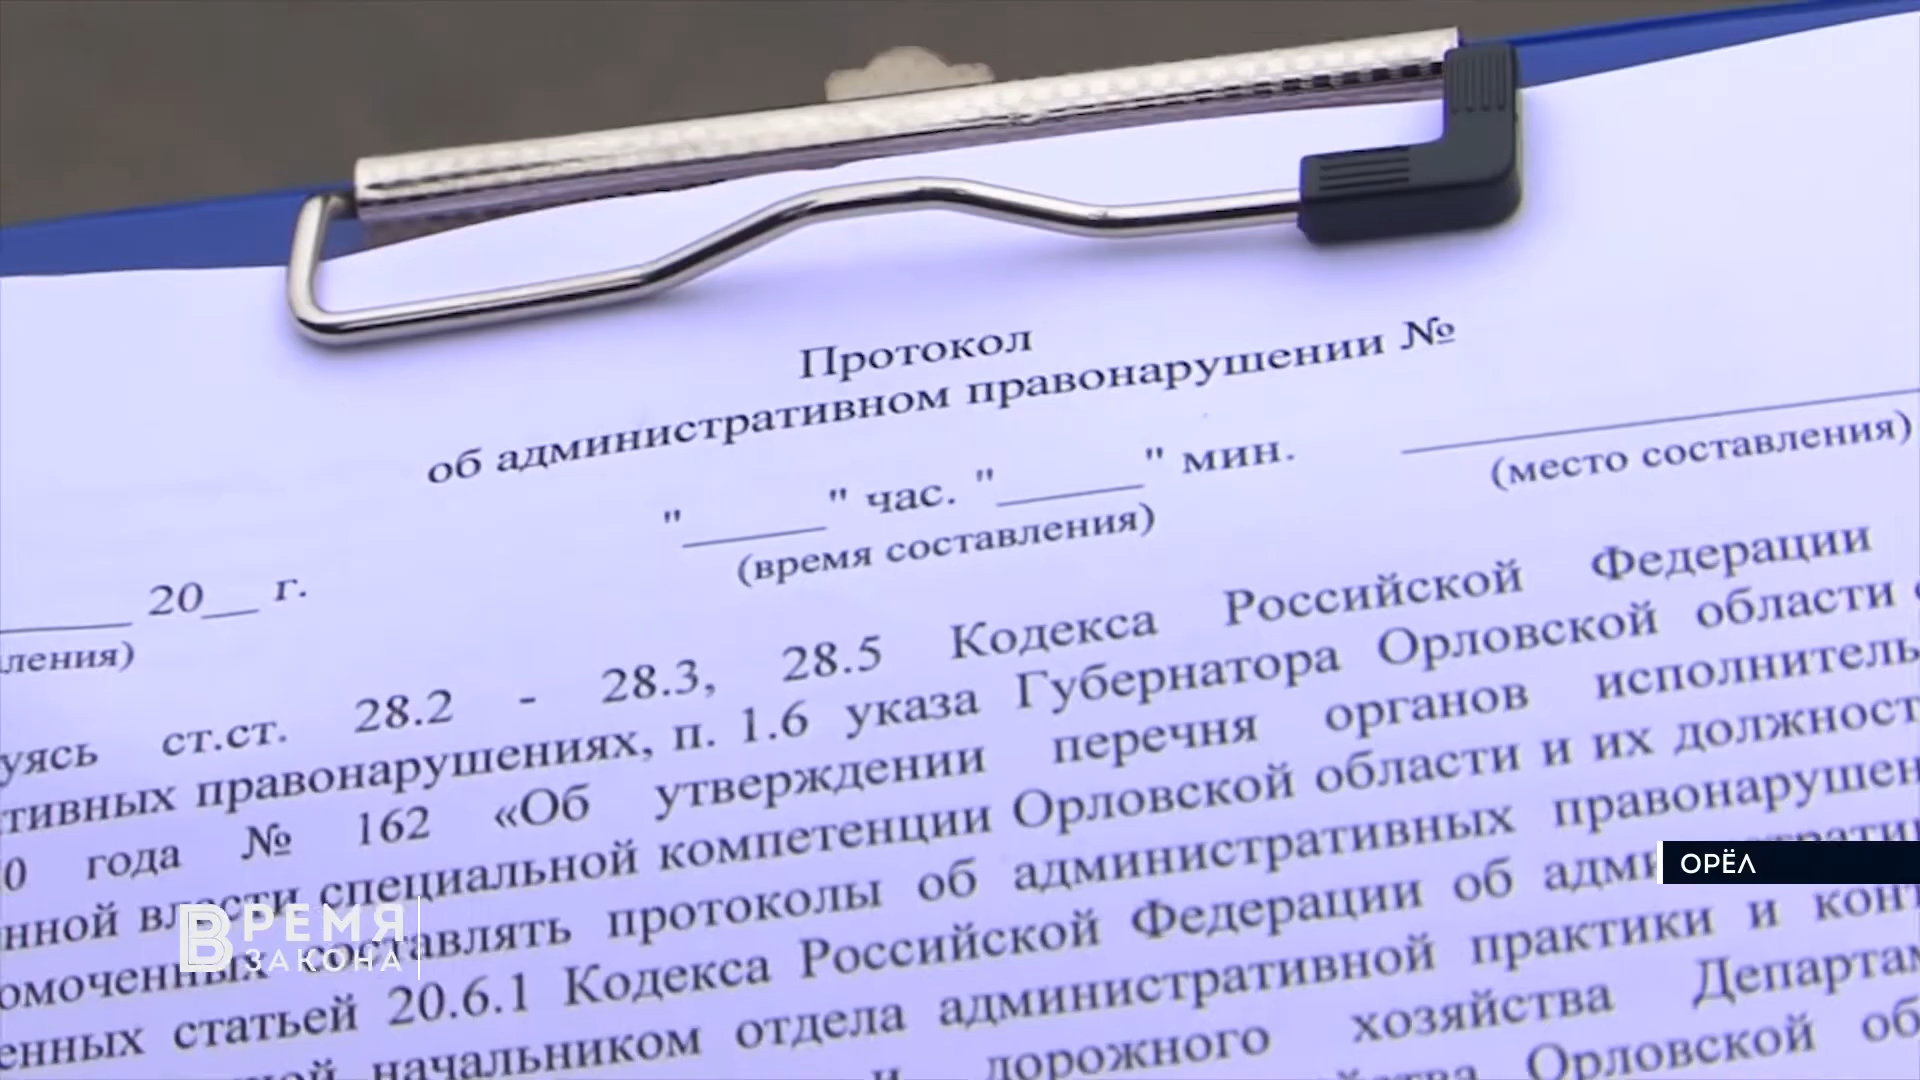 Протокол
об административном правонарушении №
"______" час. "______" мин.
(время составления)
(место составления)
______ 20__ г.
ления)
уясь ст.ст. 28.2 - 28.3, 28.5 Кодекса Российской Федерации
тивных правонарушениях, п. 1.6 указа Губернатора Орловской области
0 года № 162 «Об утверждении перечня органов исполнитель
нной власти специальной компетенции Орловской области и их должност
омоченных составлять протоколы об административных правонарушен
енных статьей 20.6.1 Кодекса Российской Федерации об административ
ной начальником отдела административной практики и конт
и дорожного хозяйства Департам
Орловской об
ВРЕМЯ
ЗАКОНА
ОРЁЛ